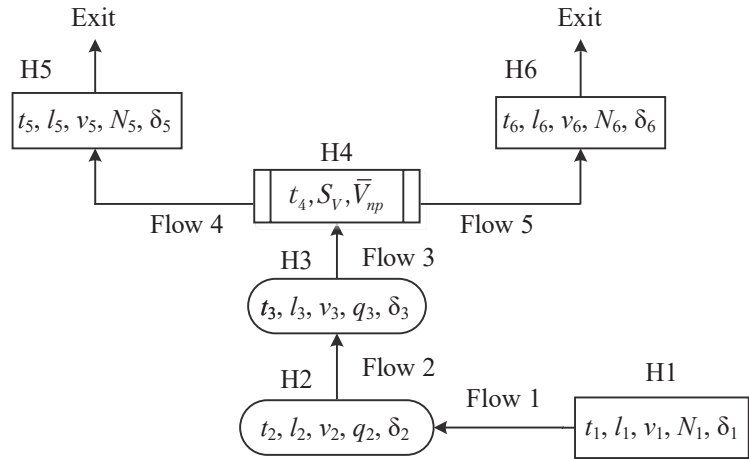 Exit
Exit
H5
H6
t₅, l₅, v₅, N₅, δ₅
t₆, l₆, v₆, N₆, δ₆
H4
t₄, S_V, V̅_np
Flow 4
Flow 5
H3
Flow 3
t₃, l₃, v₃, q₃, δ₃
H2
Flow 2
H1
Flow 1
t₂, l₂, v₂, q₂, δ₂
t₁, l₁, v₁, N₁, δ₁